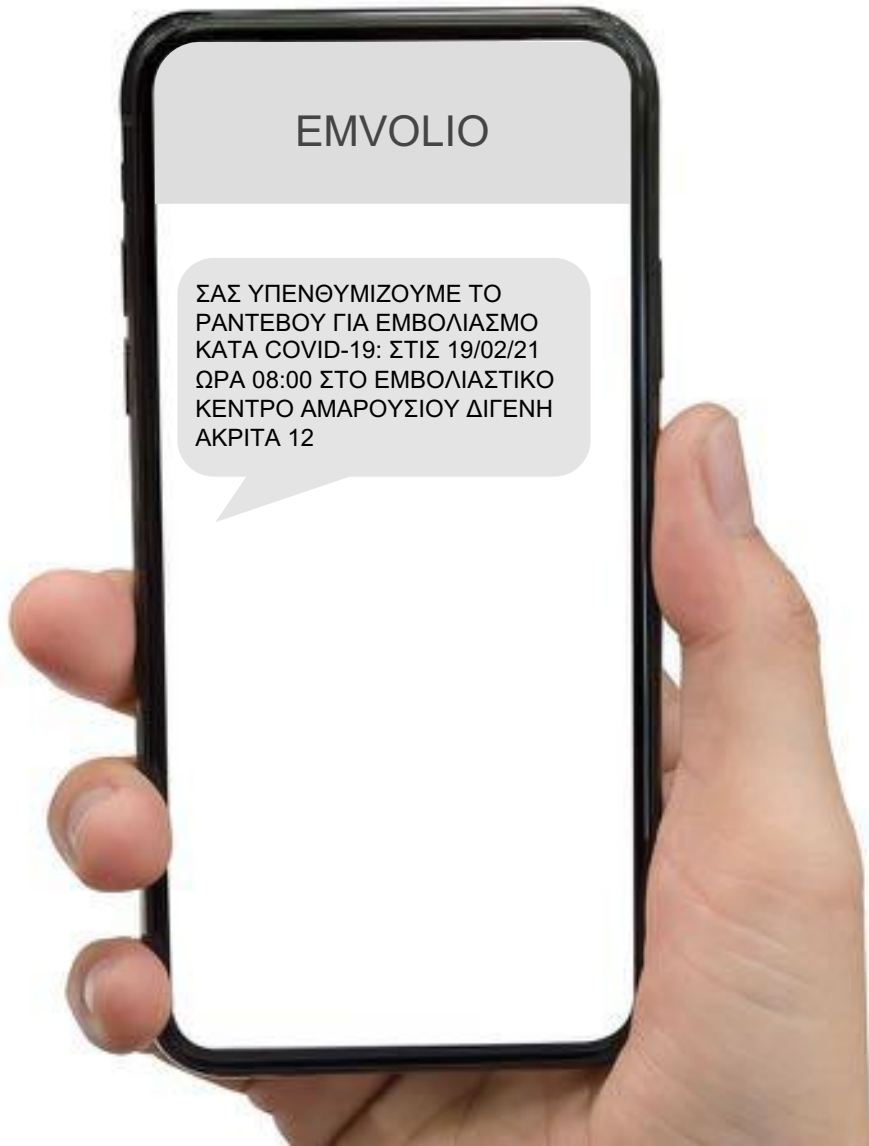 EMVOLIO
ΣΑΣ ΥΠΕΝΘΥΜΙΖΟΥΜΕ ΤΟ
ΡΑΝΤΕΒΟΥ ΓΙΑ ΕΜΒΟΛΙΑΣΜΟ
ΚΑΤΑ COVID-19: ΣΤΙΣ 19/02/21
ΩΡΑ 08:00 ΣΤΟ ΕΜΒΟΛΙΑΣΤΙΚΟ
ΚΕΝΤΡΟ ΑΜΑΡΟΥΣΙΟΥ ΔΙΓΕΝΗ
ΑΚΡΙΤΑ 12